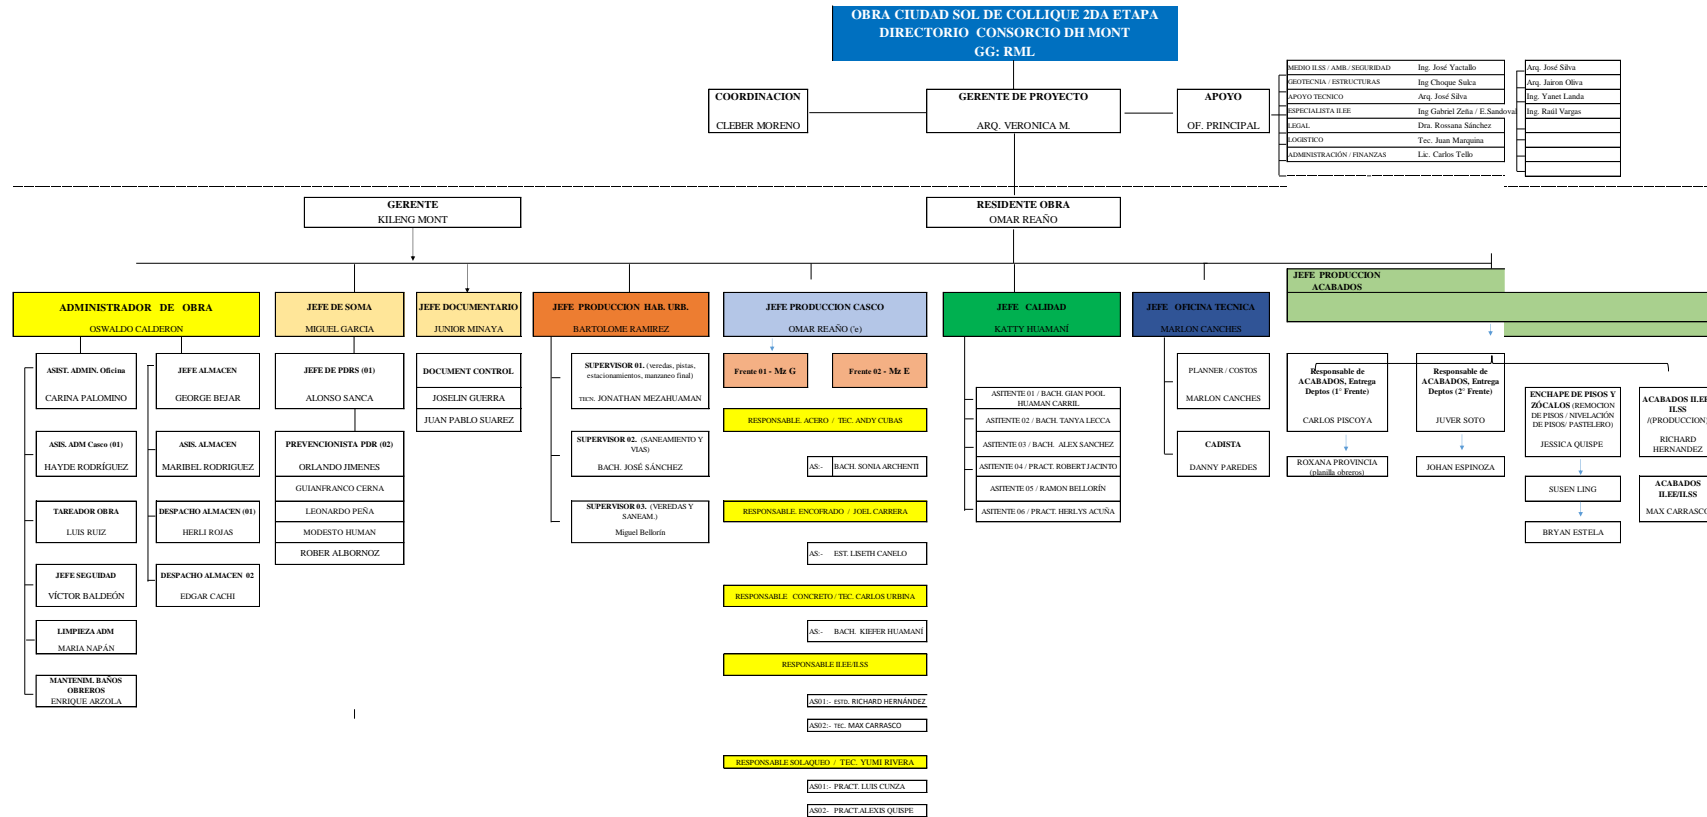 OBRA CIUDAD SOL DE COLLIQUE 2DA ETAPA
DIRECTORIO CONSORCIO DH MONT
GG: RML
COORDINACION
CLEBER MORENO
GERENTE DE PROYECTO
ARQ. VERONICA M.
APOYO
OF. PRINCIPAL
MEDIO ILSS / AMB./ SEGURIDAD Ing. José Yactallo
GEOTECNIA / ESTRUCTURAS Ing Choque Sulca
APOYO TECNICO Arq. José Silva
ESPECIALISTA ILEE Ing Gabriel Zeña / E.Sandoval
LEGAL Dra. Rossana Sánchez
LOGISTICO Tec. Juan Marquina
ADMINISTRACIÓN / FINANZAS Lic. Carlos Tello
Arq. José Silva
Arq. Jairon Oliva
Ing. Yanet Landa
Ing. Raúl Vargas
GERENTE
KILENG MONT
RESIDENTE OBRA
OMAR REAÑO
ADMINISTRADOR DE OBRA
OSWALDO CALDERON
JEFE DE SOMA
MIGUEL GARCIA
JEFE DOCUMENTARIO
JUNIOR MINAYA
JEFE PRODUCCION HAB. URB.
BARTOLOME RAMIREZ
JEFE PRODUCCION CASCO
OMAR REAÑO ('e)
JEFE CALIDAD
KATTY HUAMANÍ
JEFE OFICINA TECNICA
MARLON CANCHES
JEFE PRODUCCION
ACABADOS
ASIST. ADMIN. Oficina
CARINA PALOMINO
ASIS. ADM Casco (01)
HAYDE RODRÍGUEZ
TAREADOR OBRA
LUIS RUIZ
JEFE SEGUIDAD
VÍCTOR BALDEÓN
LIMPIEZA ADM
MARIA NAPÁN
MANTENIM. BAÑOS
OBREROS
ENRIQUE ARZOLA
JEFE ALMACEN
GEORGE BEJAR
ASIS. ALMACEN
MARIBEL RODRIGUEZ
DESPACHO ALMACEN (01)
HERLI ROJAS
DESPACHO ALMACEN 02
EDGAR CACHI
JEFE DE PDRS (01)
ALONSO SANCA
PREVENCIONISTA PDR (02)
ORLANDO JIMENES
GUIANFRANCO CERNA
LEONARDO PEÑA
MODESTO HUMAN
ROBER ALBORNOZ
DOCUMENT CONTROL
JOSELIN GUERRA
JUAN PABLO SUAREZ
SUPERVISOR 01. (veredas, pistas,
estacionamientos, manzaneo final)
TECN. JONATHAN MEZAHUAMAN
SUPERVISOR 02. (SANEAMIENTO Y
VIAS)
BACH. JOSÉ SÁNCHEZ
SUPERVISOR 03. (VEREDAS Y
SANEAM.)
Miguel Bellorín
Frente 01 - Mz G
Frente 02 - Mz E
RESPONSABLE. ACERO / TEC. ANDY CUBAS
AS:- BACH. SONIA ARCHENTI
RESPONSABLE. ENCOFRADO / JOEL CARRERA
AS:- EST. LISETH CANELO
RESPONSABLE CONCRETO / TEC. CARLOS URBINA
AS:- BACH. KIEFER HUAMANÍ
RESPONSABLE ILEE/ILSS
AS01:- ESTD. RICHARD HERNÁNDEZ
AS02:- TEC. MAX CARRASCO
RESPONSABLE SOLAQUEO / TEC. YUMI RIVERA
AS01:- PRACT. LUIS CUNZA
AS02- PRACT.ALEXIS QUISPE
ASITENTE 01 / BACH. GIAN POOL
HUAMAN CARRIL
ASITENTE 02 / BACH. TANYA LECCA
ASITENTE 03 / BACH. ALEX SANCHEZ
ASITENTE 04 / PRACT. ROBERT JACINTO
ASITENTE 05 / RAMON BELLORÍN
ASITENTE 06 / PRACT. HERLYS ACUÑA
PLANNER / COSTOS
MARLON CANCHES
CADISTA
DANNY PAREDES
Responsable de
ACABADOS, Entrega
Deptos (1° Frente)
CARLOS PISCOYA
ROXANA PROVINCIA
(planilla obreros)
Responsable de
ACABADOS, Entrega
Deptos (2° Frente)
JUVER SOTO
JOHAN ESPINOZA
ENCHAPE DE PISOS Y
ZÓCALOS (REMOCION
DE PISOS / NIVELACIÓN
DE PISOS/ PASTELERO)
JESSICA QUISPE
SUSEN LING
BRYAN ESTELA
ACABADOS ILEE
ILSS
/(PRODUCCION)
RICHARD
HERNANDEZ
ACABADOS
ILEE/ILSS
MAX CARRASCO